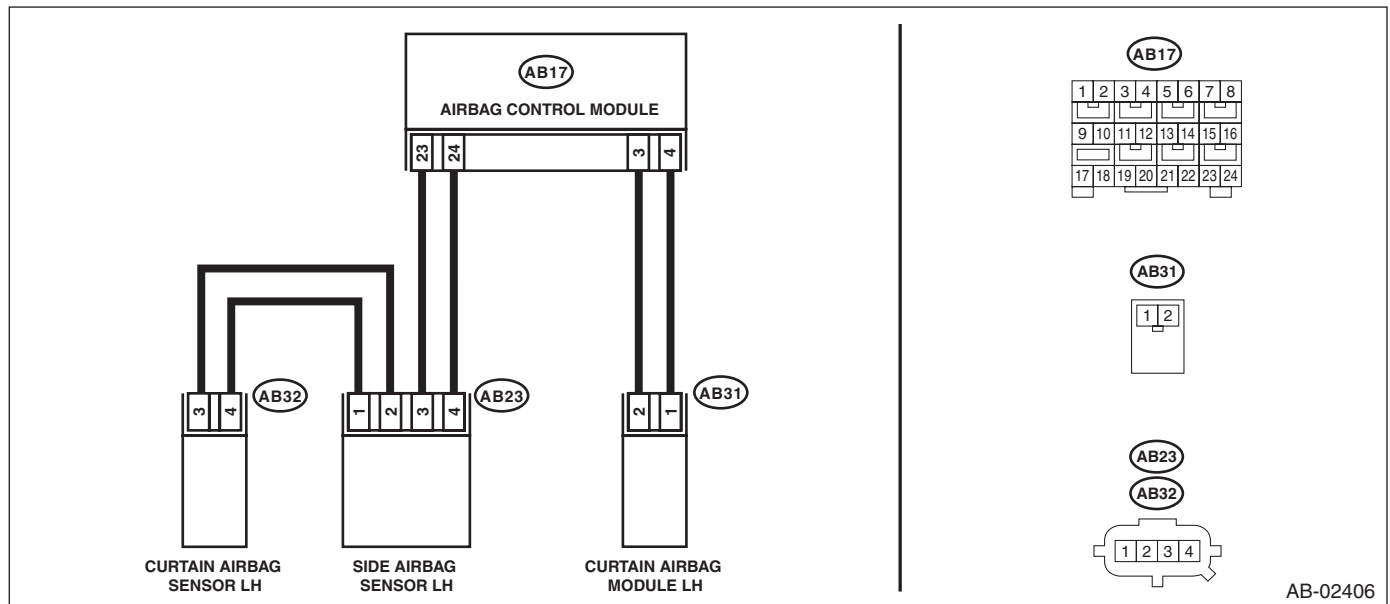 AB17
AIRBAG CONTROL MODULE
23 24 3 4
3 4
AB32
1 2 3 4
AB23
2 1
AB31
CURTAIN AIRBAG
SENSOR LH
SIDE AIRBAG
SENSOR LH
CURTAIN AIRBAG
MODULE LH
AB17
1 2 3 4 5 6 7 8
9 10 11 12 13 14 15 16
17 18 19 20 21 22 23 24
AB31
1 2
AB23
AB32
1 2 3 4
AB-02406